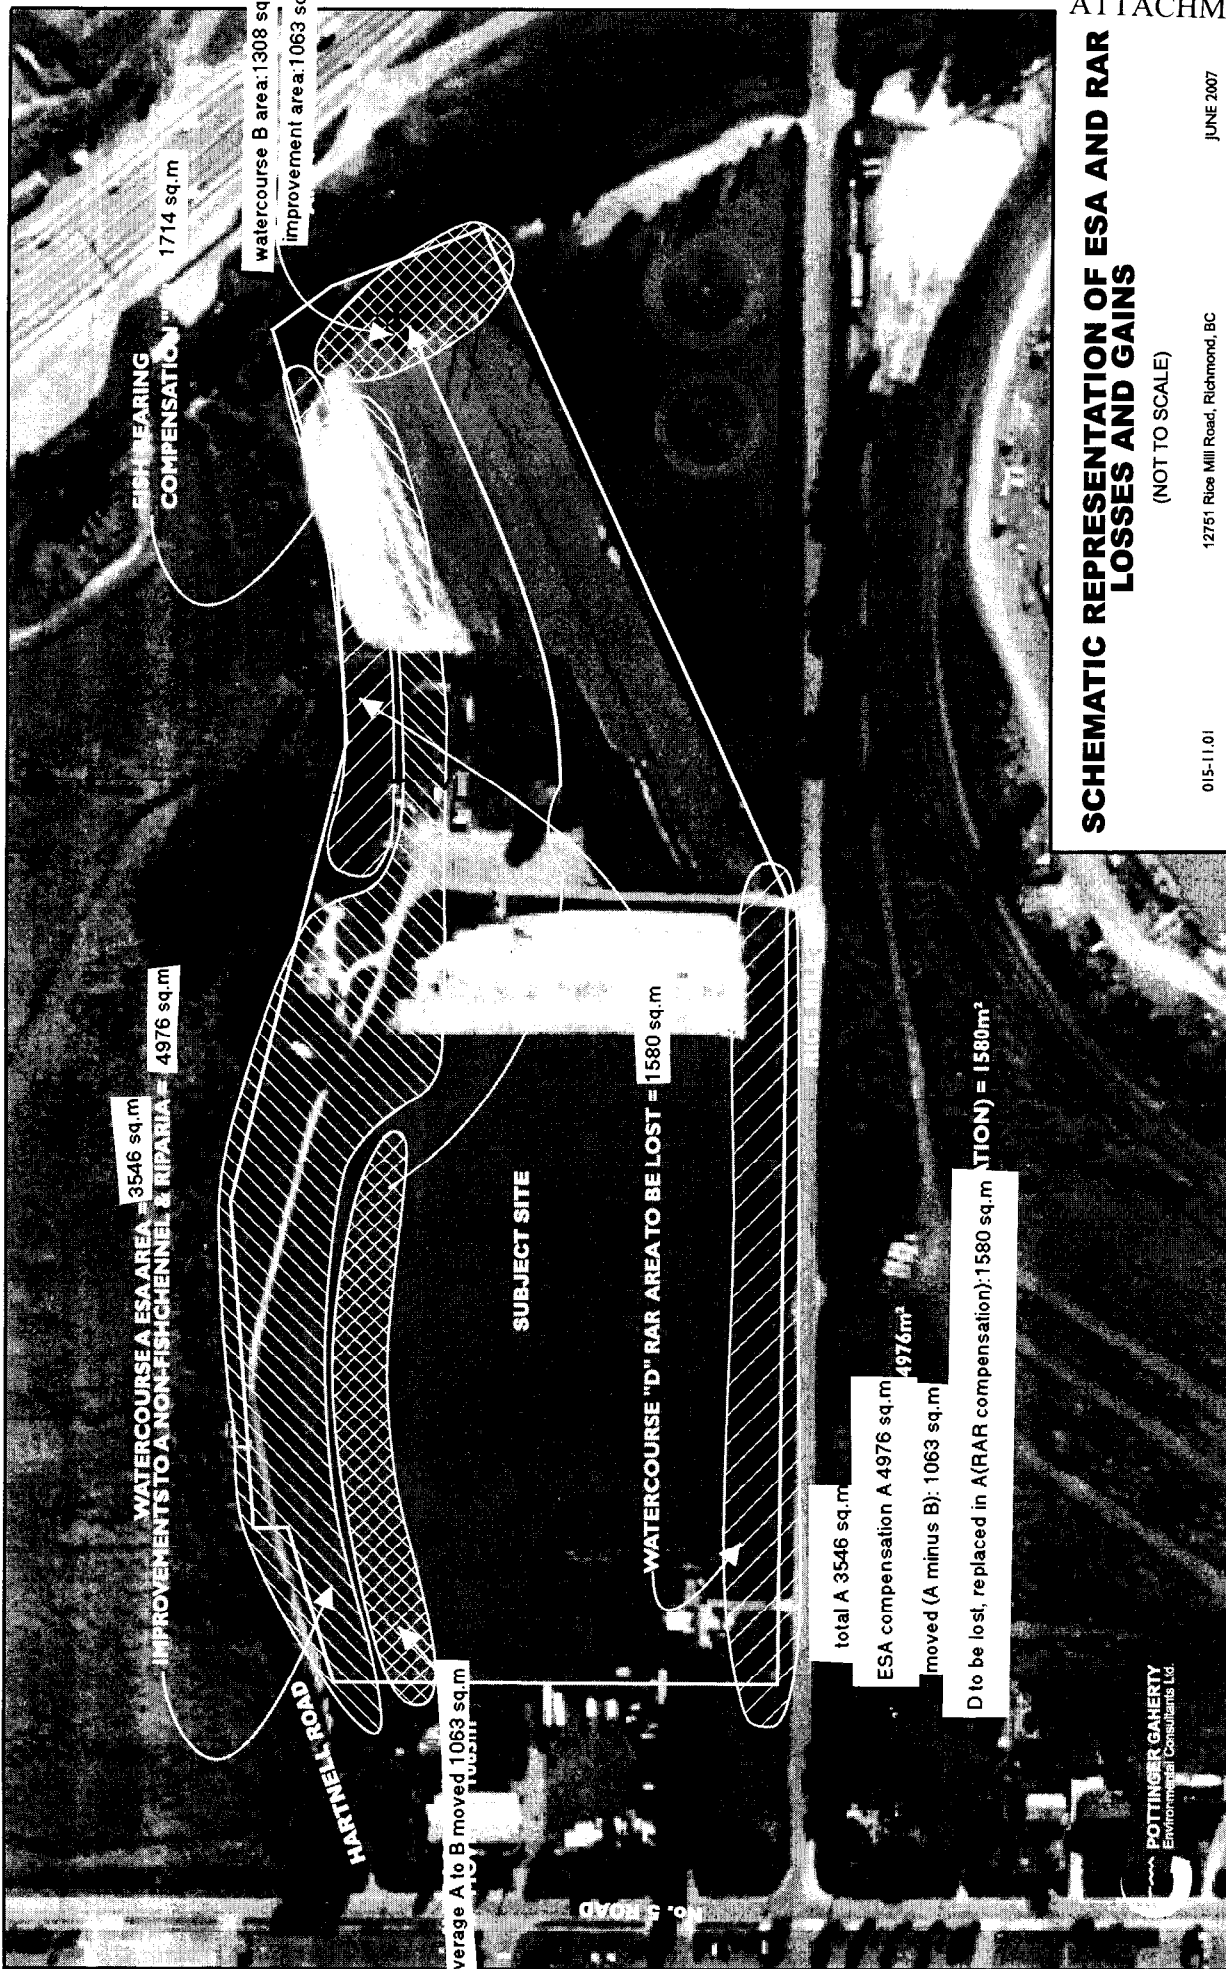 ATTACHM
SCHEMATIC REPRESENTATION OF ESA AND RAR
LOSSES AND GAINS
(NOT TO SCALE)
015-11.01
12751 Rice Mill Road, Richmond, BC
JUNE 2007
WATERCOURSE A ESA AREA = 3546 sq.m
IMPROVEMENTS TO A NON-FISHCHENNEL & RIPARIA = 4976 sq.m
FISH BEARING
COMPENSATION 1714 sq.m
watercourse B area:1308 sq
improvement area:1063 sq
HARTNELL ROAD
verage A to B moved 1063 sq.m
SUBJECT SITE
WATERCOURSE "D" RAR AREA TO BE LOST = 1580 sq.m
No. 5 ROAD
total A 3546 sq.m
ESA compensation A 4976 sq.m
4976m²
moved (A minus B): 1063 sq.m
D to be lost, replaced in A(RAR compensation):1580 sq.m
ATION) = 1580m²
POTTINGER GAHERTY
Environmental Consultants Ltd.